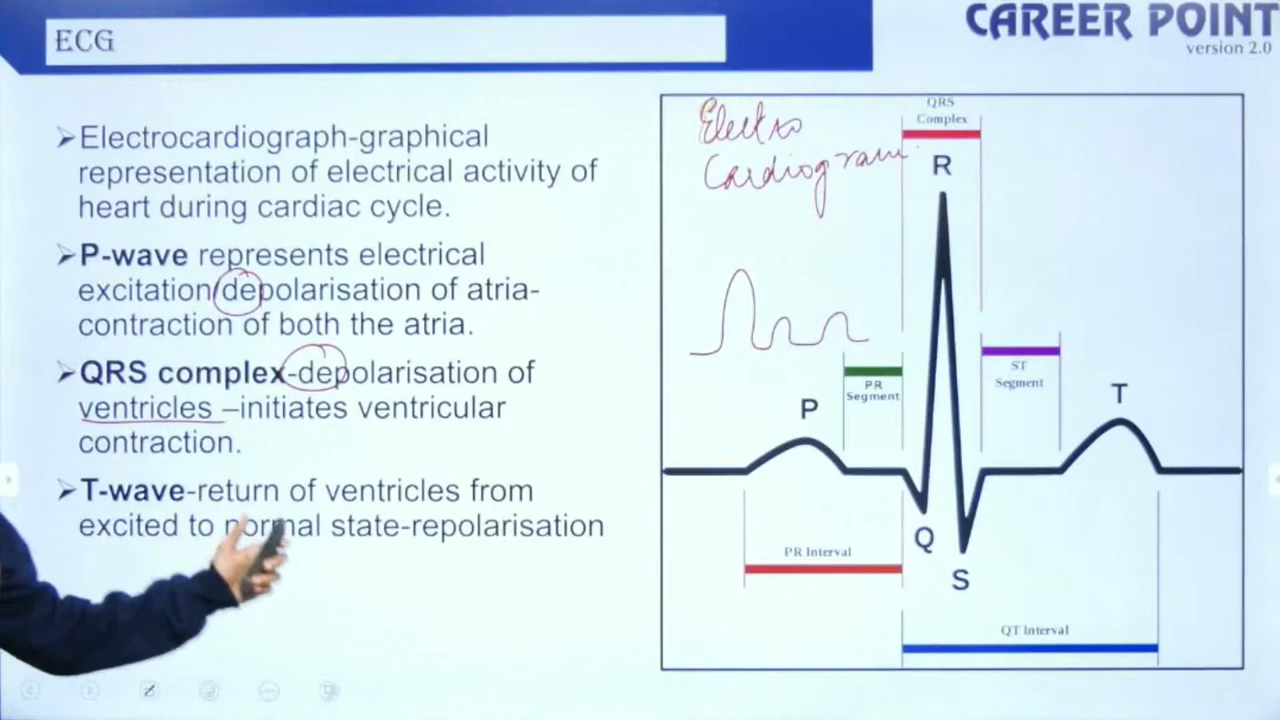 ECG
CAREER POINT
version 2.0
➢Electrocardiograph-graphical
representation of electrical activity of
heart during cardiac cycle.
➢P-wave represents electrical
excitation/depolarisation of atria-
contraction of both the atria.
➢QRS complex-depolarisation of
ventricles –initiates ventricular
contraction.
➢T-wave-return of ventricles from
excited to normal state-repolarisation
Electro
Cardiogram
QRS
Complex
R
PR
Segment
ST
Segment
P
T
Q
S
PR Interval
QT Interval